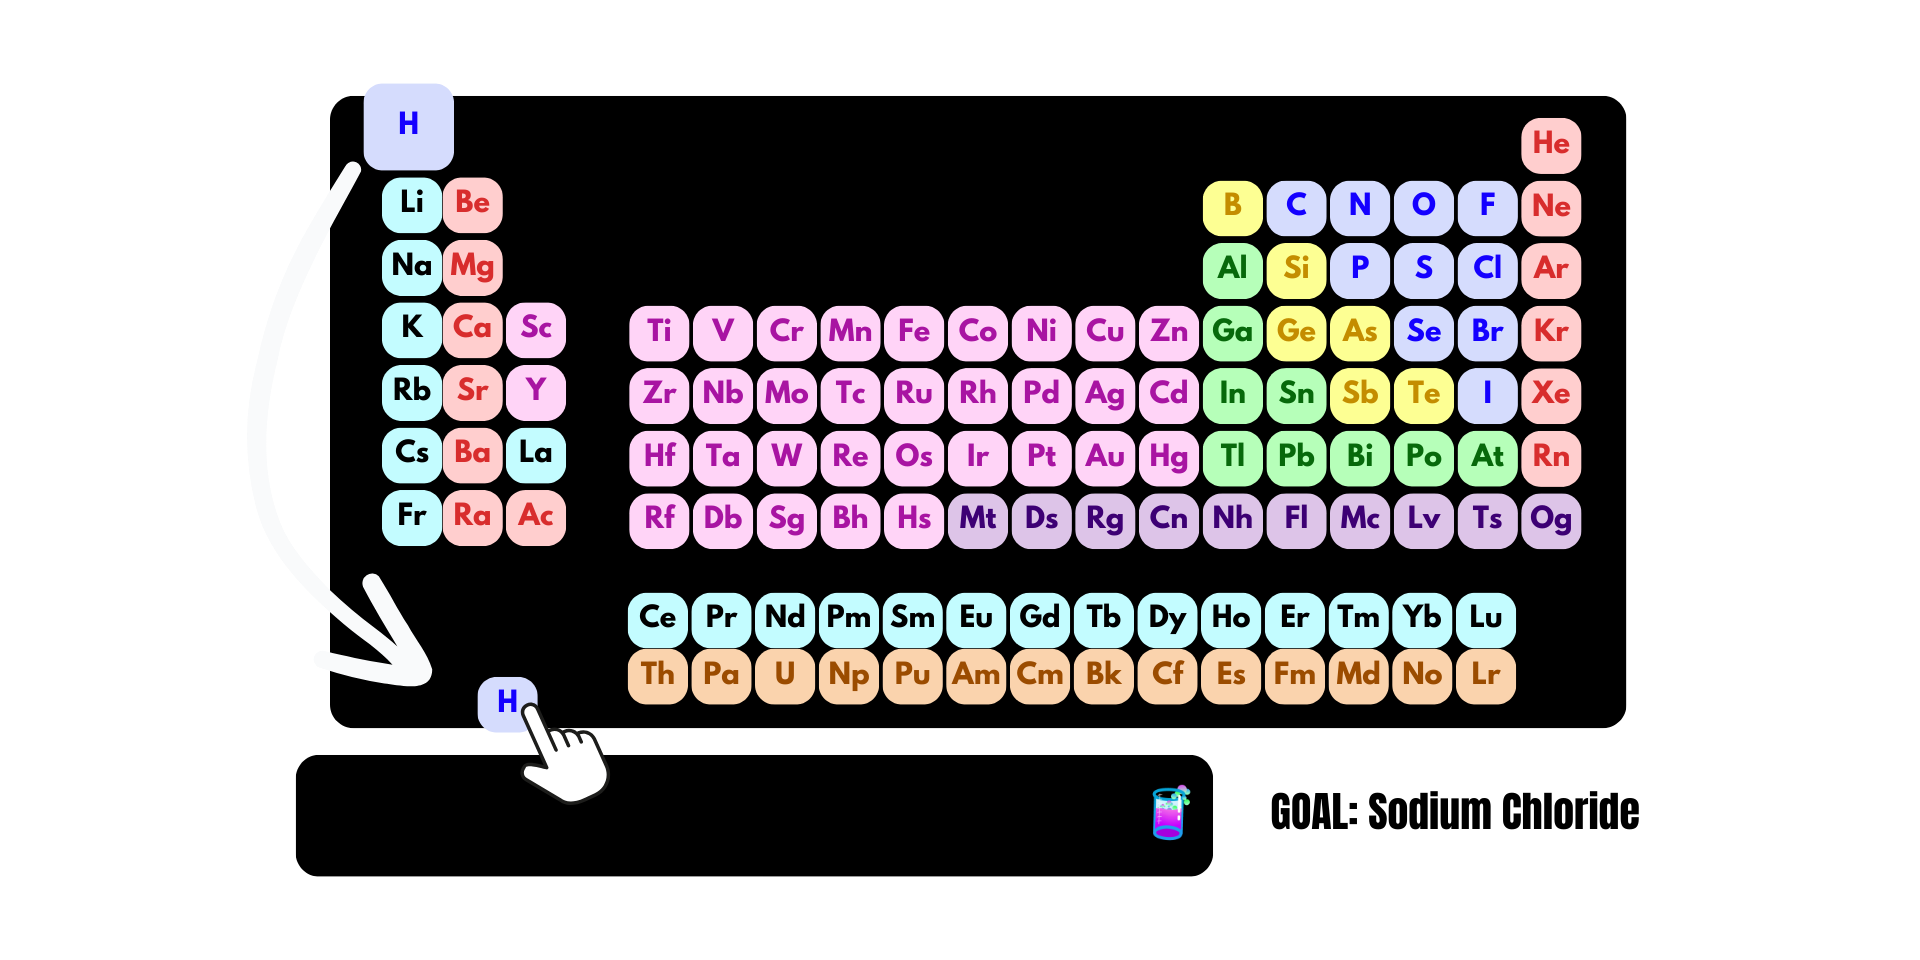 H He
Li Be B C N O F Ne
Na Mg Al Si P S Cl Ar
K Ca Sc Ti V Cr Mn Fe Co Ni Cu Zn Ga Ge As Se Br Kr
Rb Sr Y Zr Nb Mo Tc Ru Rh Pd Ag Cd In Sn Sb Te I Xe
Cs Ba La Hf Ta W Re Os Ir Pt Au Hg Tl Pb Bi Po At Rn
Fr Ra Ac Rf Db Sg Bh Hs Mt Ds Rg Cn Nh Fl Mc Lv Ts Og
Ce Pr Nd Pm Sm Eu Gd Tb Dy Ho Er Tm Yb Lu
Th Pa U Np Pu Am Cm Bk Cf Es Fm Md No Lr
H
GOAL: Sodium Chloride